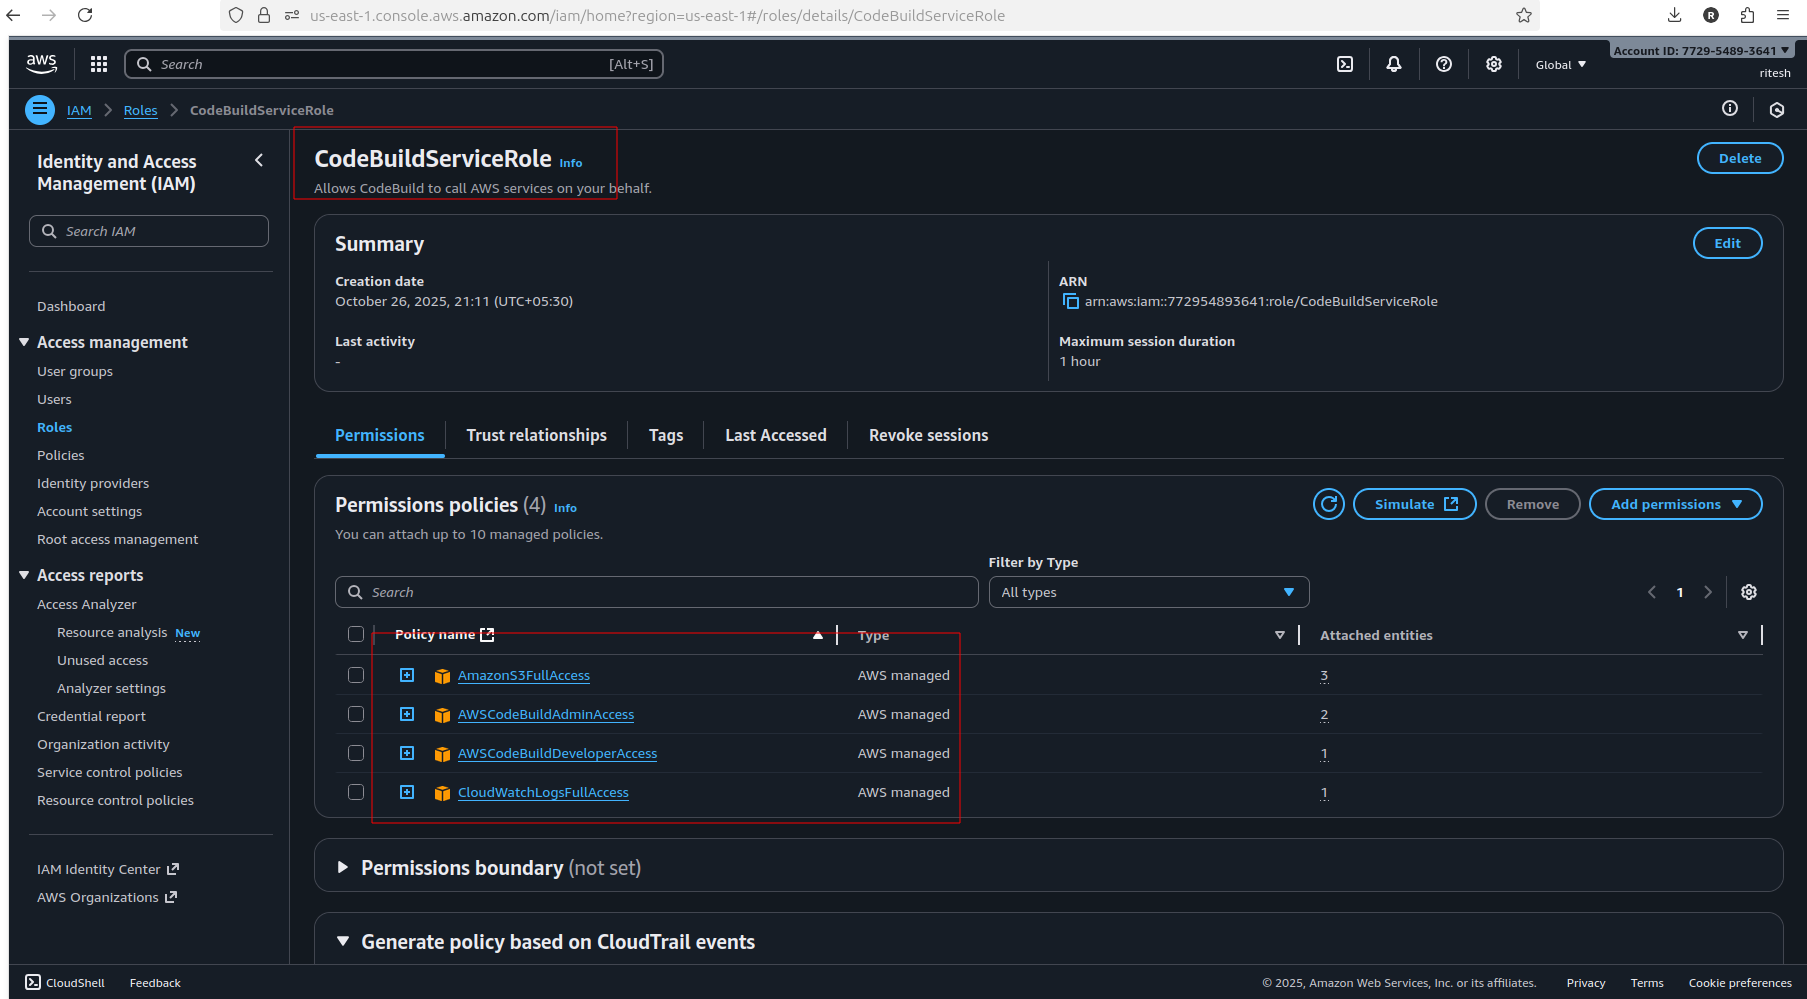 us-east-1.console.aws.amazon.com/iam/home?region=us-east-1#/roles/details/CodeBuildServiceRole
R
aws
Search
[Alt+S]
Global
Account ID: 7729-5489-3641
ritesh
IAM
Roles
CodeBuildServiceRole
Identity and Access
Management (IAM)
Search IAM
Dashboard
Access management
User groups
Users
Roles
Policies
Identity providers
Account settings
Root access management
Access reports
Access Analyzer
Resource analysis New
Unused access
Analyzer settings
Credential report
Organization activity
Service control policies
Resource control policies
IAM Identity Center
AWS Organizations
CodeBuildServiceRole Info
Allows CodeBuild to call AWS services on your behalf.
Delete
Summary
Edit
Creation date
October 26, 2025, 21:11 (UTC+05:30)
ARN
arn:aws:iam::772954893641:role/CodeBuildServiceRole
Last activity
-
Maximum session duration
1 hour
Permissions
Trust relationships
Tags
Last Accessed
Revoke sessions
Permissions policies (4) Info
You can attach up to 10 managed policies.
Simulate
Remove
Add permissions
Filter by Type
Search
All types
1
Policy name
Type
Attached entities
AmazonS3FullAccess AWS managed 3
AWSCodeBuildAdminAccess AWS managed 2
AWSCodeBuildDeveloperAccess AWS managed 1
CloudWatchLogsFullAccess AWS managed 1
Permissions boundary (not set)
Generate policy based on CloudTrail events
CloudShell
Feedback
© 2025, Amazon Web Services, Inc. or its affiliates.
Privacy
Terms
Cookie preferences